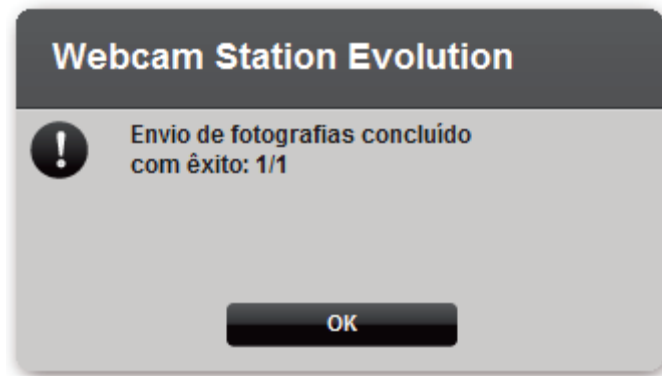 Webcam Station Evolution
Envio de fotografias concluído
com êxito: 1/1
OK